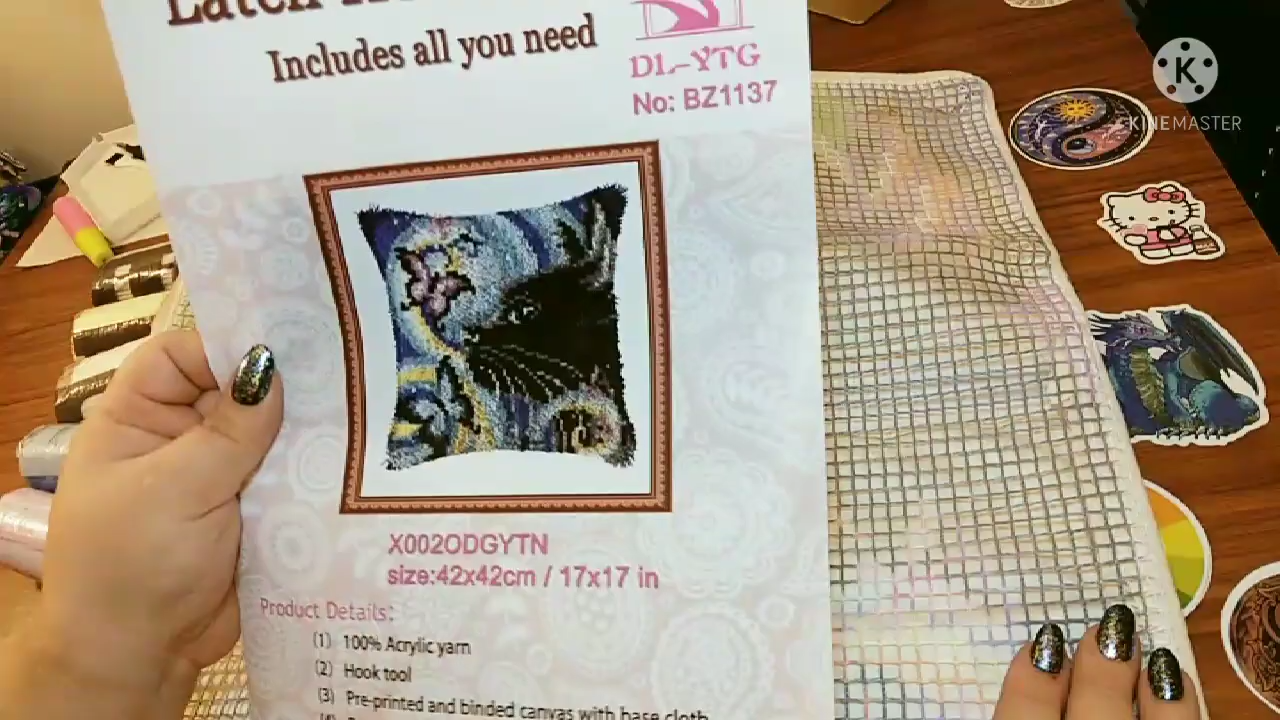 Latch
Includes all you need
DL-YTG
No: BZ1137
K
KINEMASTER
X002ODGYTN
size:42x42cm / 17x17 in
Product Details:
(1) 100% Acrylic yarn
(2) Hook tool
(3) Pre-printed and binded canvas with base cloth